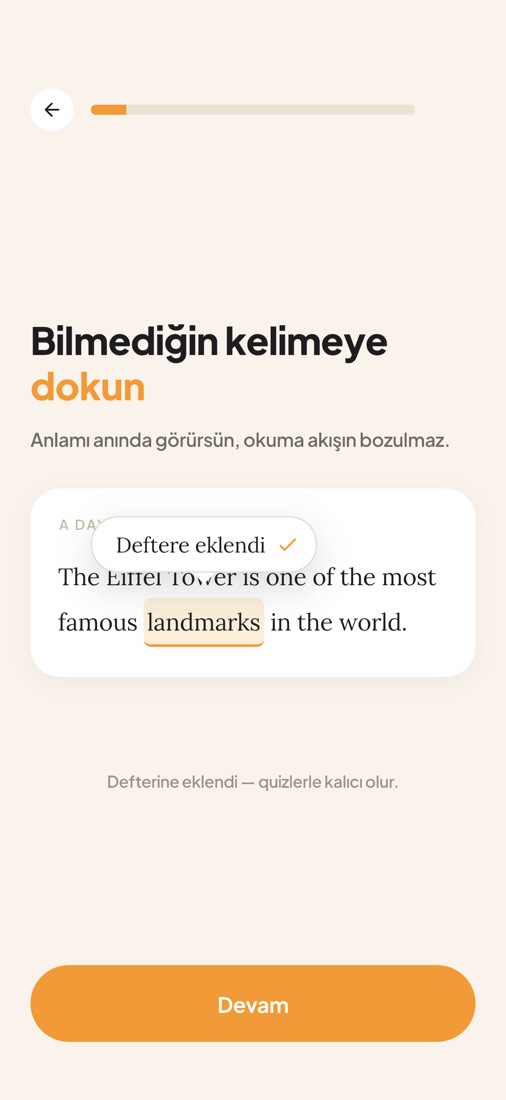 Bilmediğin kelimeye
dokun
Anlamı anında görürsün, okuma akışın bozulmaz.
A DAY
Deftere eklendi
The Eiffel Tower is one of the most
famous landmarks in the world.
Defterine eklendi — quizlerle kalıcı olur.
Devam